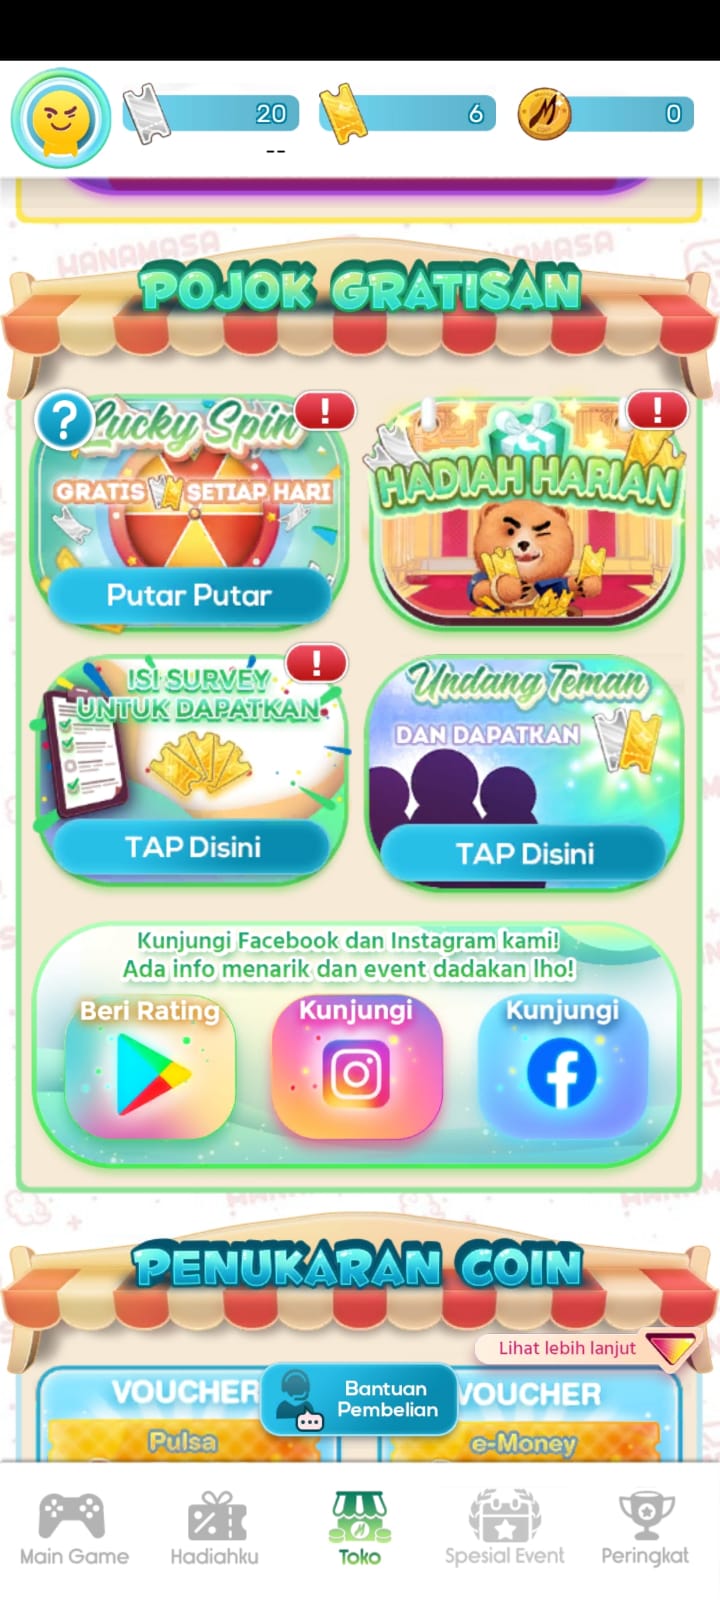 20
6
0
--
HANAMASA
HANAMASA
POJOK GRATISAN
?
Lucky Spin
!
GRATIS SETIAP HARI
Putar Putar
!
HADIAH HARIAN
!
ISI SURVEY
UNTUK DAPATKAN
TAP Disini
Undang Teman
DAN DAPATKAN
TAP Disini
Kunjungi Facebook dan Instagram kami!
Ada info menarik dan event dadakan lho!
Beri Rating
Kunjungi
Kunjungi
PENUKARAN COIN
Lihat lebih lanjut
VOUCHER
Pulsa
Bantuan
Pembelian
VOUCHER
e-Money
Main Game
Hadiahku
Toko
Spesial Event
Peringkat